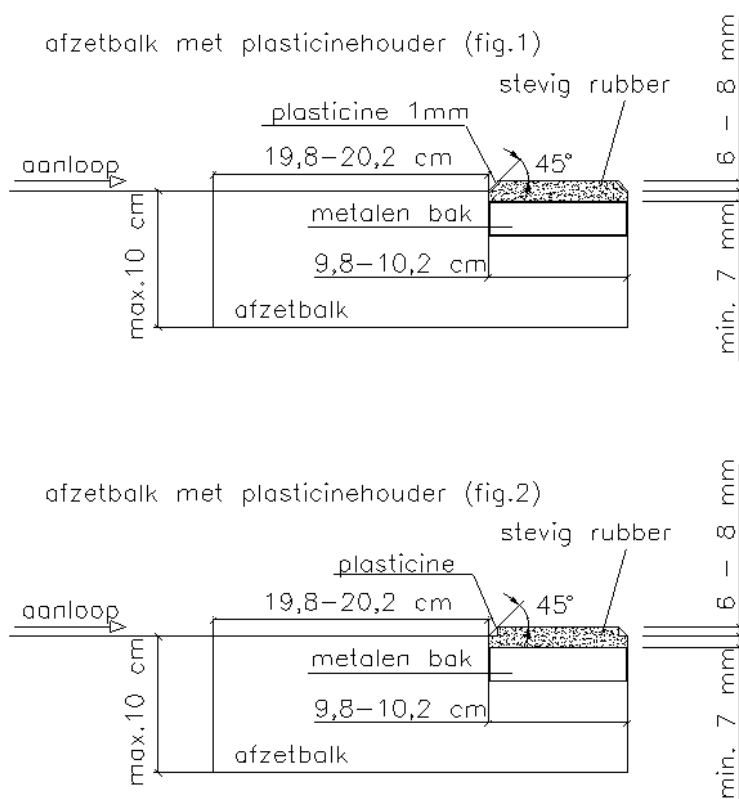 afzetbalk met plasticinehouder (fig.1)
stevig rubber
6 – 8 mm
plasticine 1mm
aanloop
19,8–20,2 cm
45°
max.10 cm
metalen bak
9,8–10,2 cm
min. 7 mm
afzetbalk
afzetbalk met plasticinehouder (fig.2)
stevig rubber
6 – 8 mm
plasticine
aanloop
19,8–20,2 cm
45°
max.10 cm
metalen bak
9,8–10,2 cm
min. 7 mm
afzetbalk